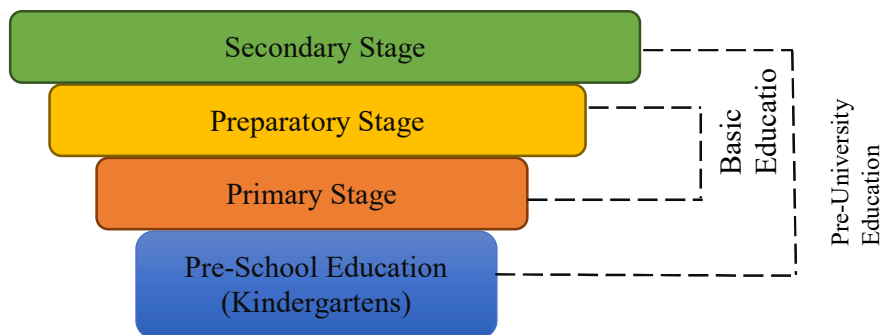 Secondary Stage
Preparatory Stage
Primary Stage
Pre-School Education
(Kindergartens)
Basic
Educatio
Pre-University
Education